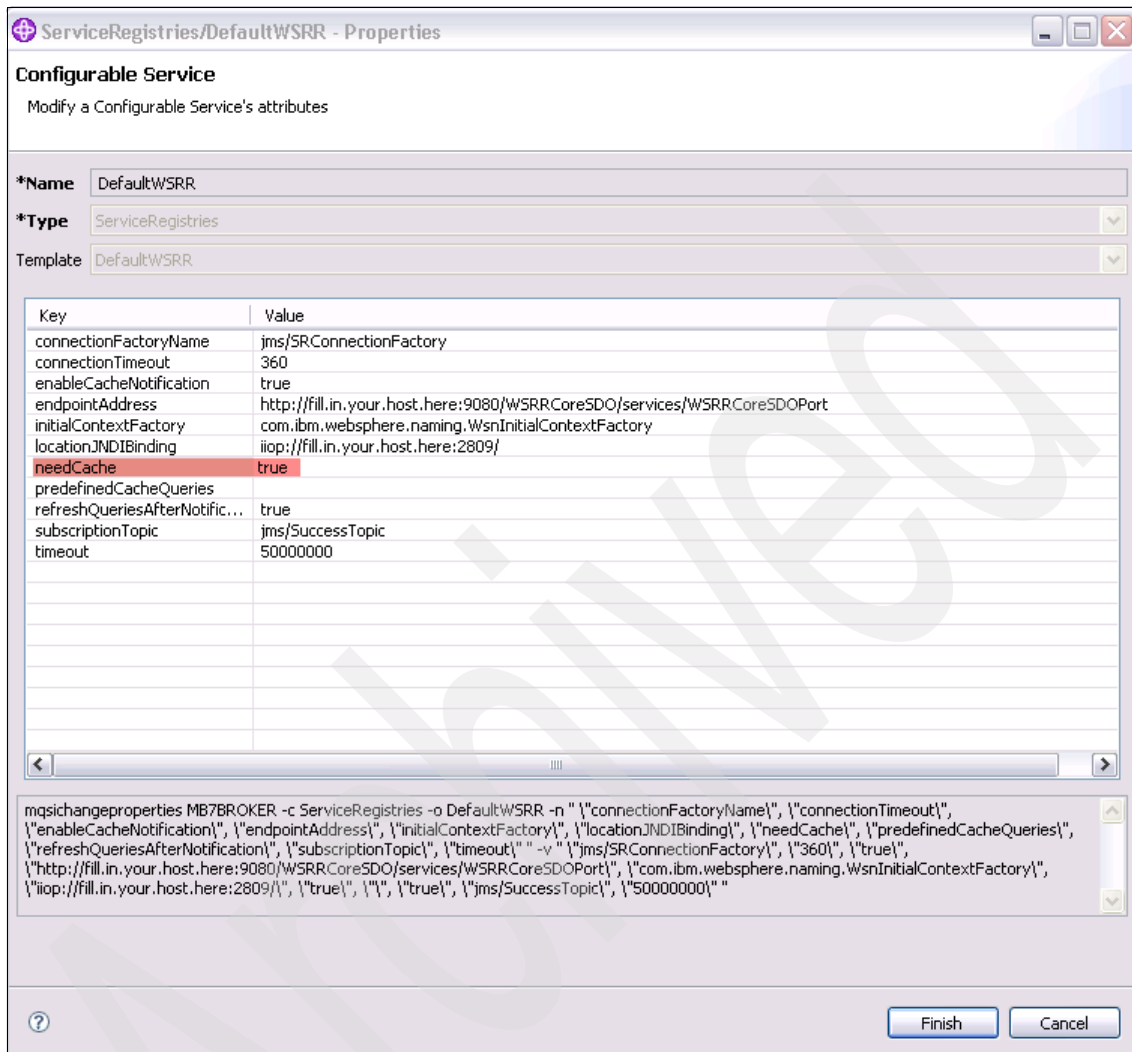 ServiceRegistries/DefaultWSRR - Properties
Configurable Service
Modify a Configurable Service's attributes
*Name DefaultWSRR
*Type ServiceRegistries
Template DefaultWSRR
Key Value
connectionFactoryName jms/SRConnectionFactory
connectionTimeout 360
enableCacheNotification true
endpointAddress http://fill.in.your.host.here:9080/WSRRCoreSDO/services/WSRRCoreSDOPort
initialContextFactory com.ibm.websphere.naming.WsnInitialContextFactory
locationJNDIBinding iiop://fill.in.your.host.here:2809/
needCache true
predefinedCacheQueries
refreshQueriesAfterNotific... true
subscriptionTopic jms/SuccessTopic
timeout 50000000
mqsichangeproperties MB7BROKER -c ServiceRegistries -o DefaultWSRR -n " \"connectionFactoryName\", \"connectionTimeout\",
\"enableCacheNotification\", \"endpointAddress\", \"initialContextFactory\", \"locationJNDIBinding\", \"needCache\", \"predefinedCacheQueries\",
\"refreshQueriesAfterNotification\", \"subscriptionTopic\", \"timeout\" " -v " \"jms/SRConnectionFactory\", \"360\", \"true\",
\"http://fill.in.your.host.here:9080/WSRRCoreSDO/services/WSRRCoreSDOPort\", \"com.ibm.websphere.naming.WsnInitialContextFactory\",
\"iiop://fill.in.your.host.here:2809/\", \"true\", \"\", \"true\", \"jms/SuccessTopic\", \"50000000\" "
Finish Cancel
Archived